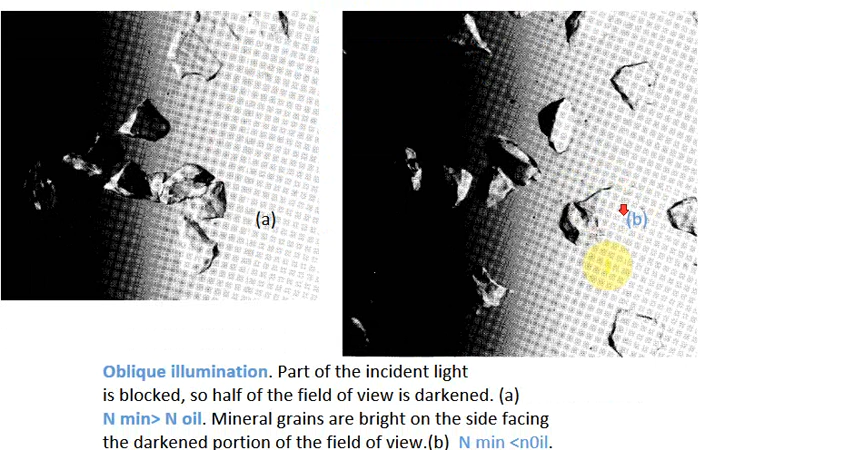 (a)
(b)
Oblique illumination. Part of the incident light
is blocked, so half of the field of view is darkened. (a)
N min> N oil. Mineral grains are bright on the side facing
the darkened portion of the field of view.(b)  N min <n0il.